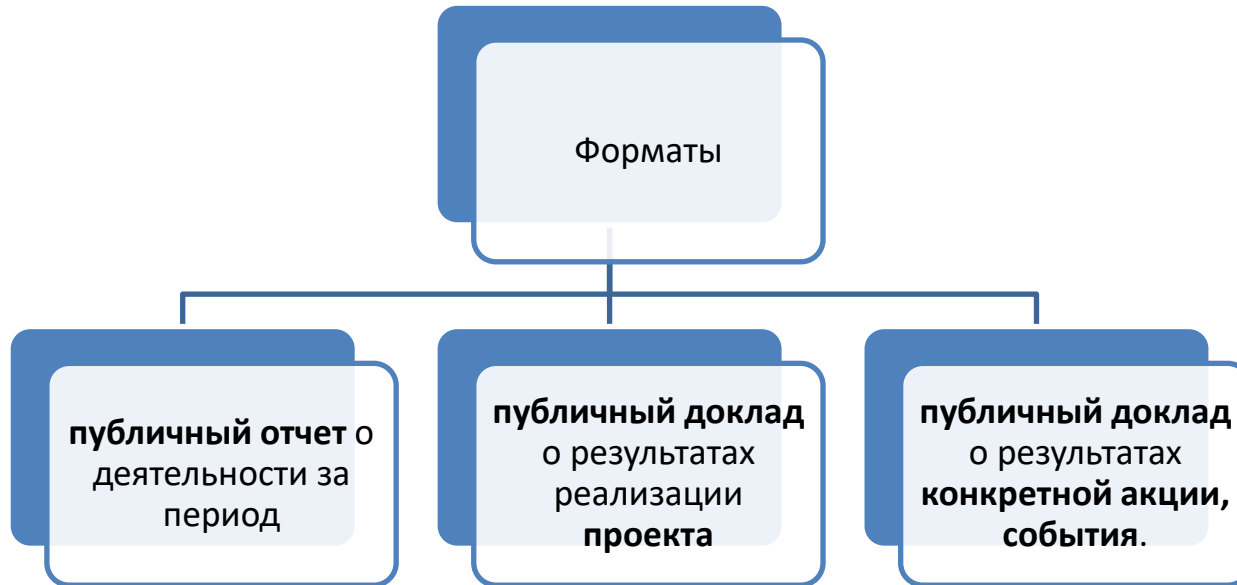 Форматы
публичный отчет о
деятельности за
период
публичный доклад
о результатах
реализации
проекта
публичный доклад
о результатах
конкретной акции,
события.